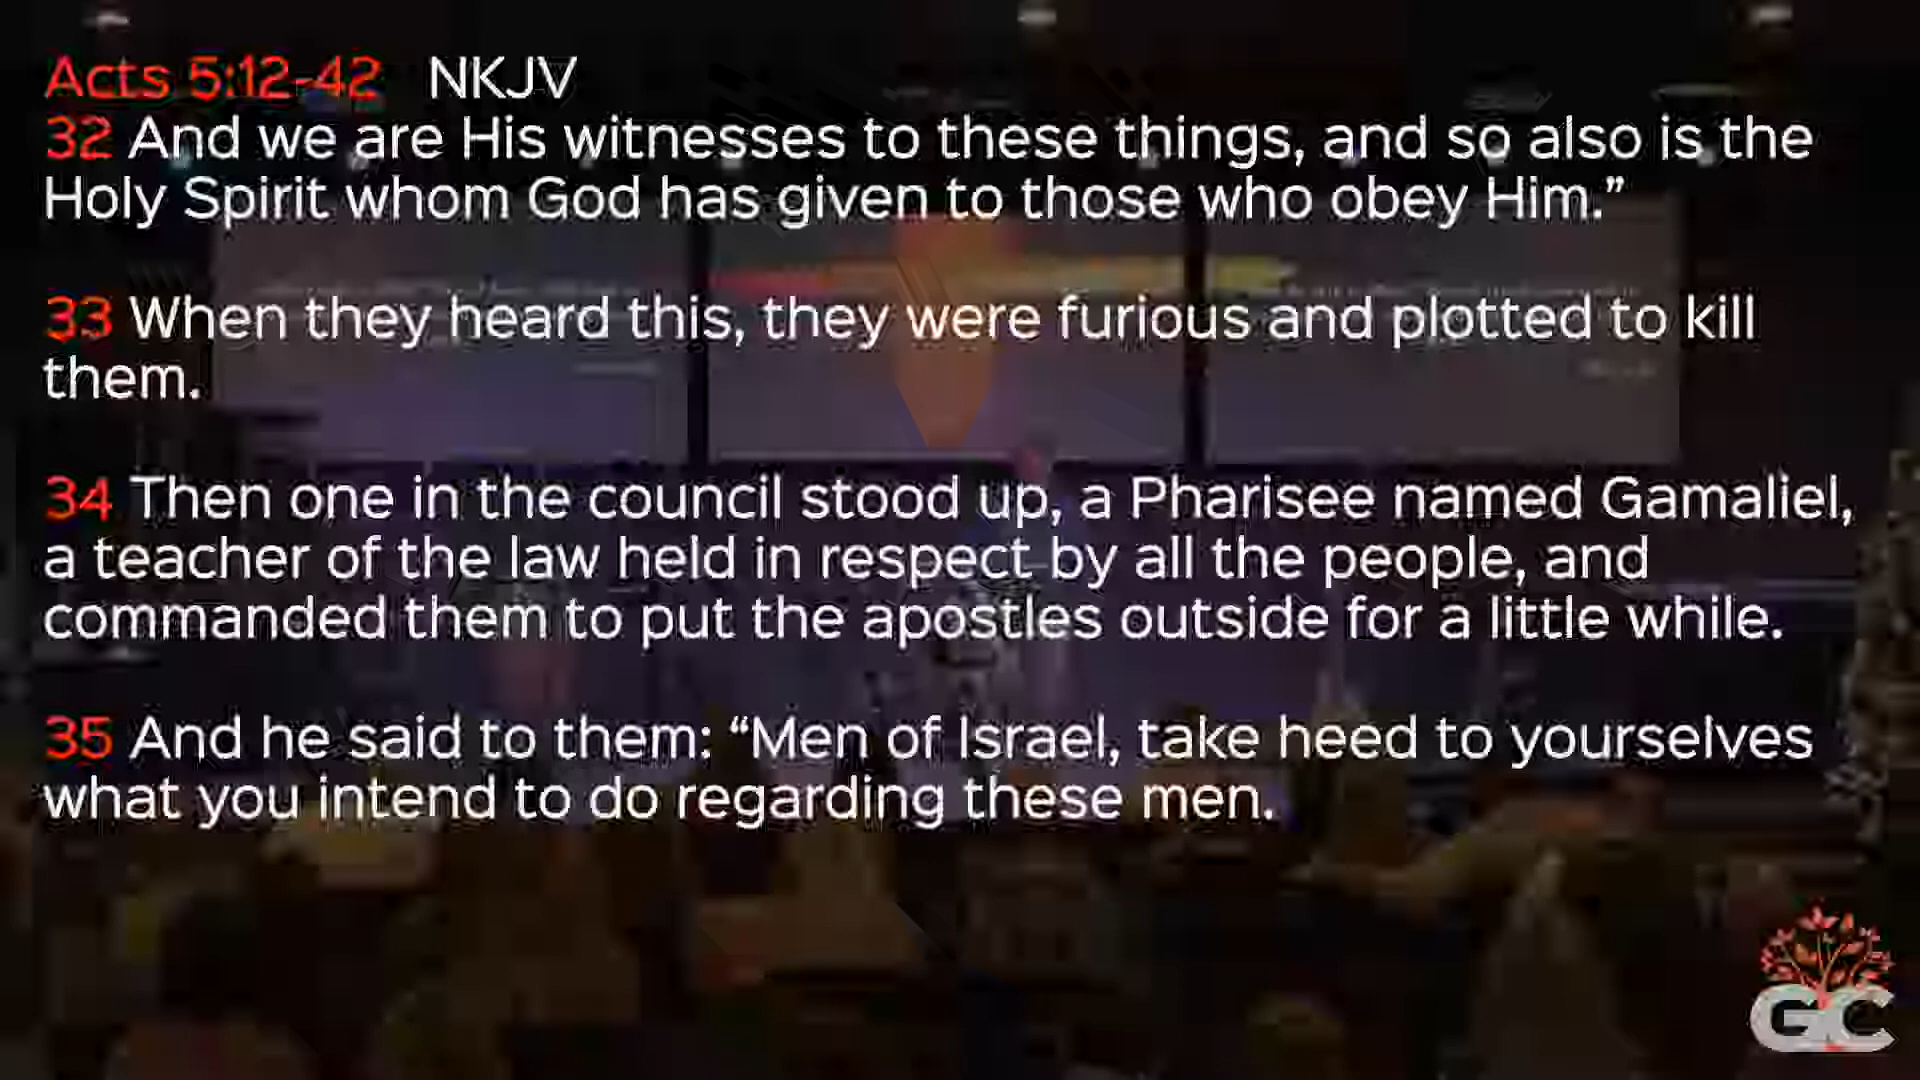 Acts 5:12-42 NKJV
32 And we are His witnesses to these things, and so also is the
Holy Spirit whom God has given to those who obey Him.”
33 When they heard this, they were furious and plotted to kill
them.
34 Then one in the council stood up, a Pharisee named Gamaliel,
a teacher of the law held in respect by all the people, and
commanded them to put the apostles outside for a little while.
35 And he said to them: “Men of Israel, take heed to yourselves
what you intend to do regarding these men.
GC